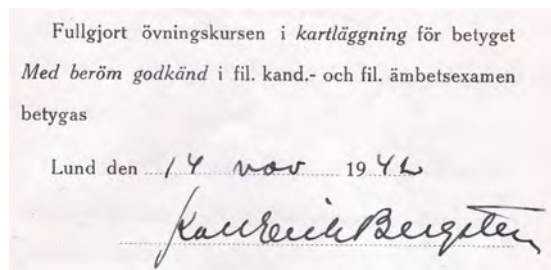 Fullgjort övningskursen i kartläggning för betyget
Med beröm godkänd i fil. kand.- och fil. ämbetsexamen
betygas
Lund den 14 nov 1942
Karl Erik Bergsten